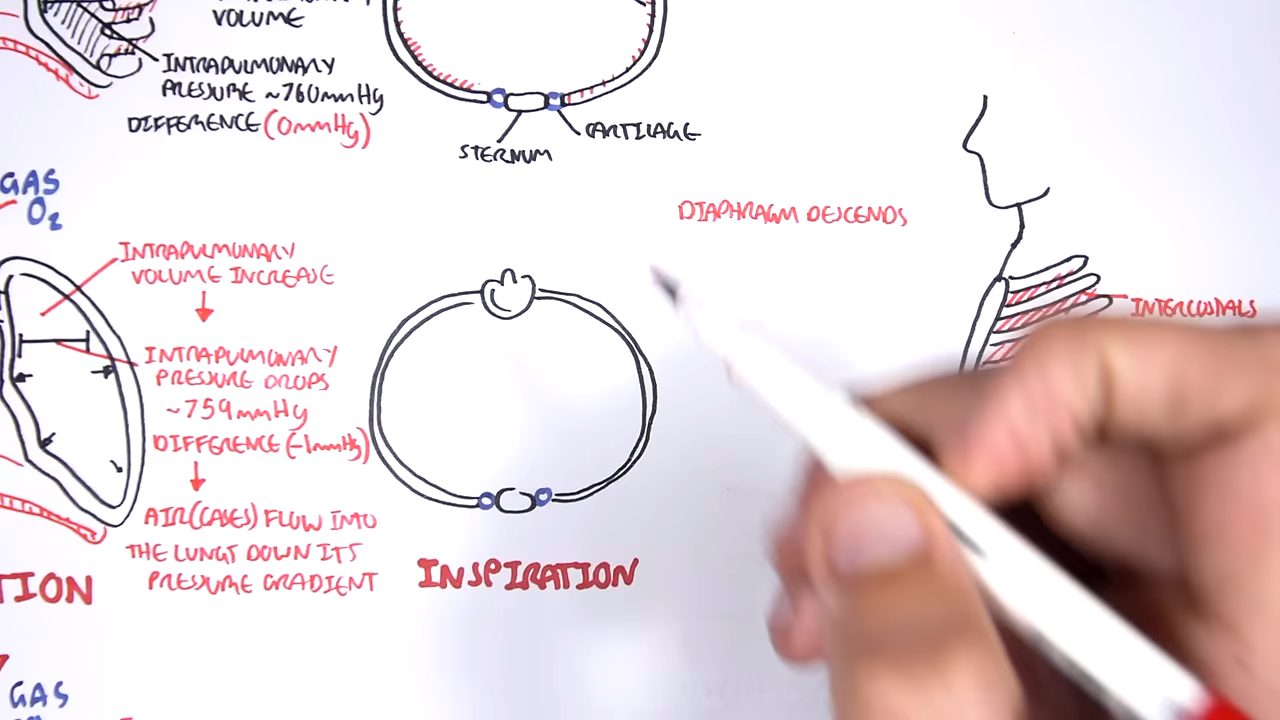 VOLUME
INTRAPULMONARY
PRESSURE ~760mmHg
DIFFERENCE (0mmHg)
STERNUM
CARTILAGE
GAS
O2
DIAPHRAGM DESCENDS
INTRAPULMONARY
VOLUME INCREASE
INTERCOSTALS
INTRAPULMONARY
PRESSURE DROPS
~759mmHg
DIFFERENCE (-1mmHg)
AIR (GASES) FLOW INTO
THE LUNGS DOWN ITS
PRESSURE GRADIENT
TION
INSPIRATION
GAS